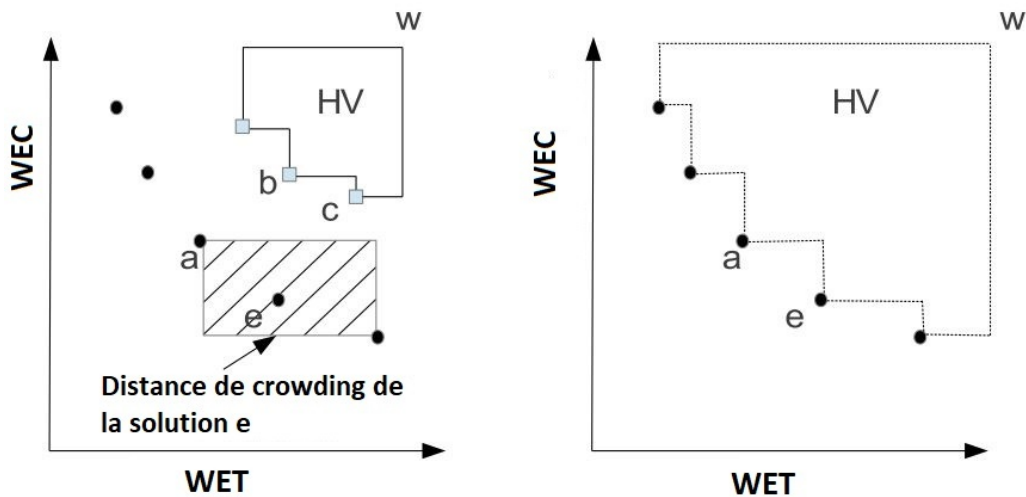 w
HV
WEC
b
c
a
e
Distance de crowding de
la solution e
WET
w
HV
WEC
a
e
WET